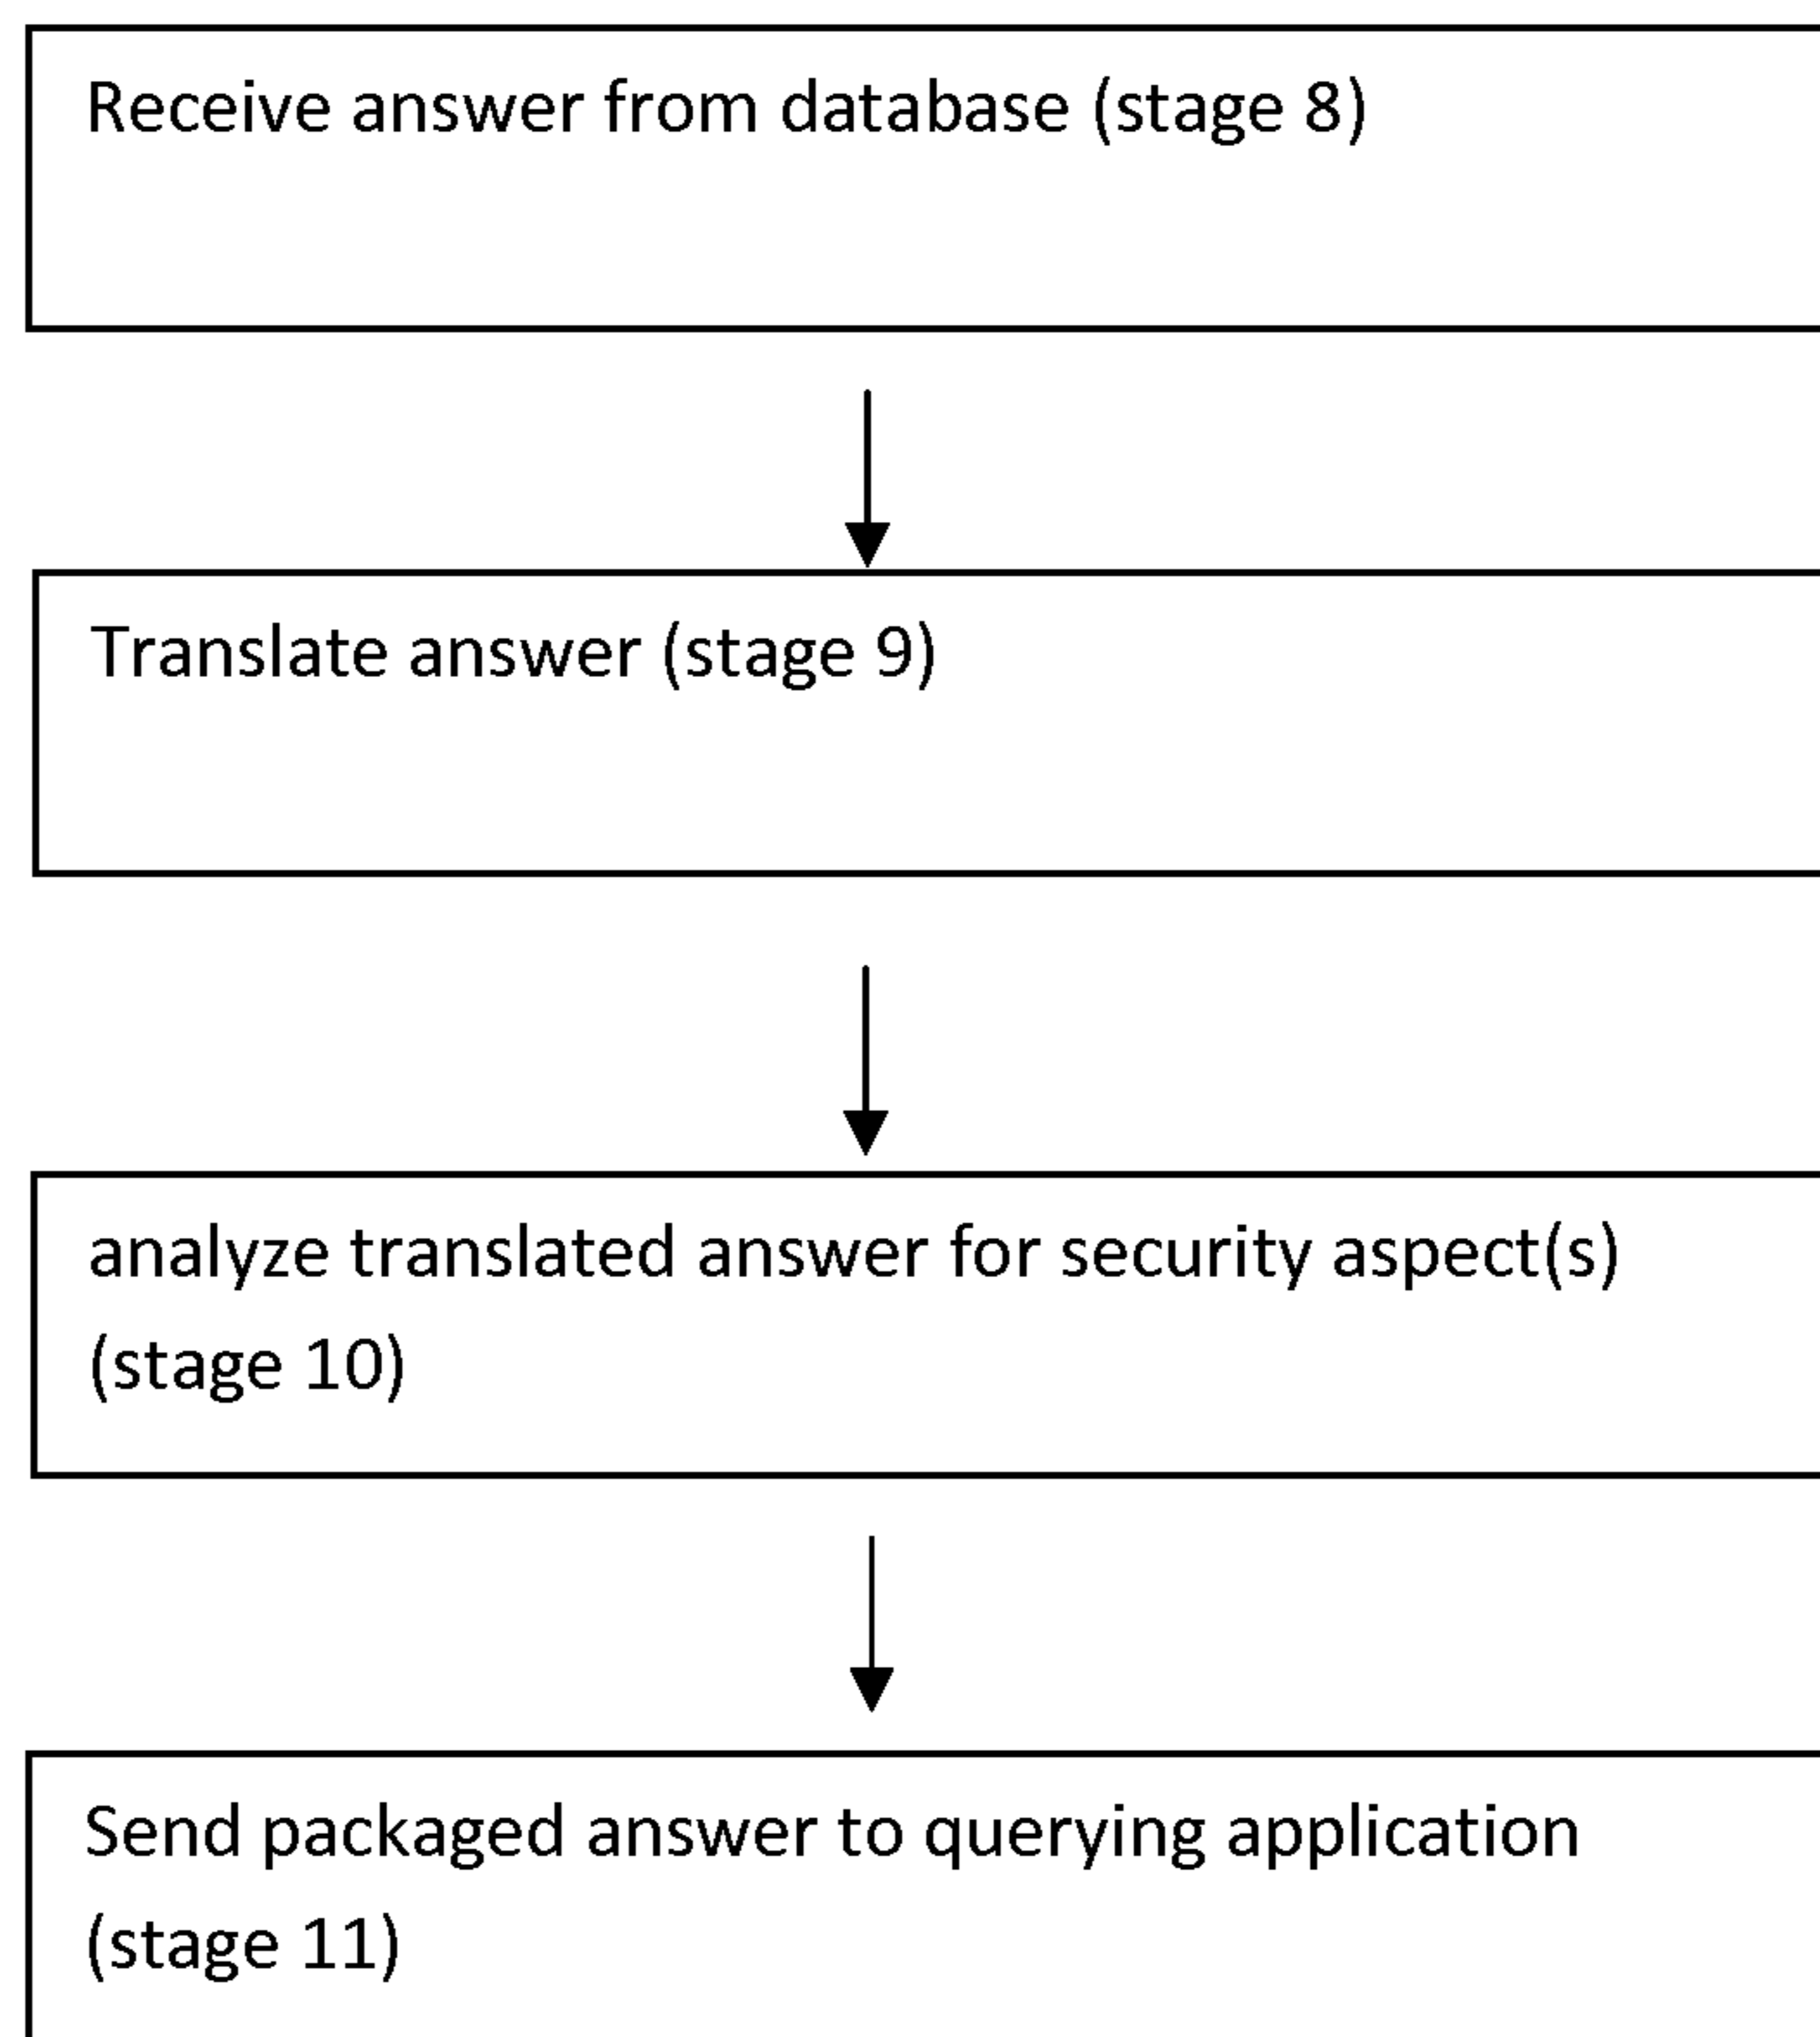 Receive answer from database (stage 8)
Translate answer (stage 9)
analyze translated answer for security aspect(s)
(stage 10)
Send packaged answer to querying application
(stage 11)